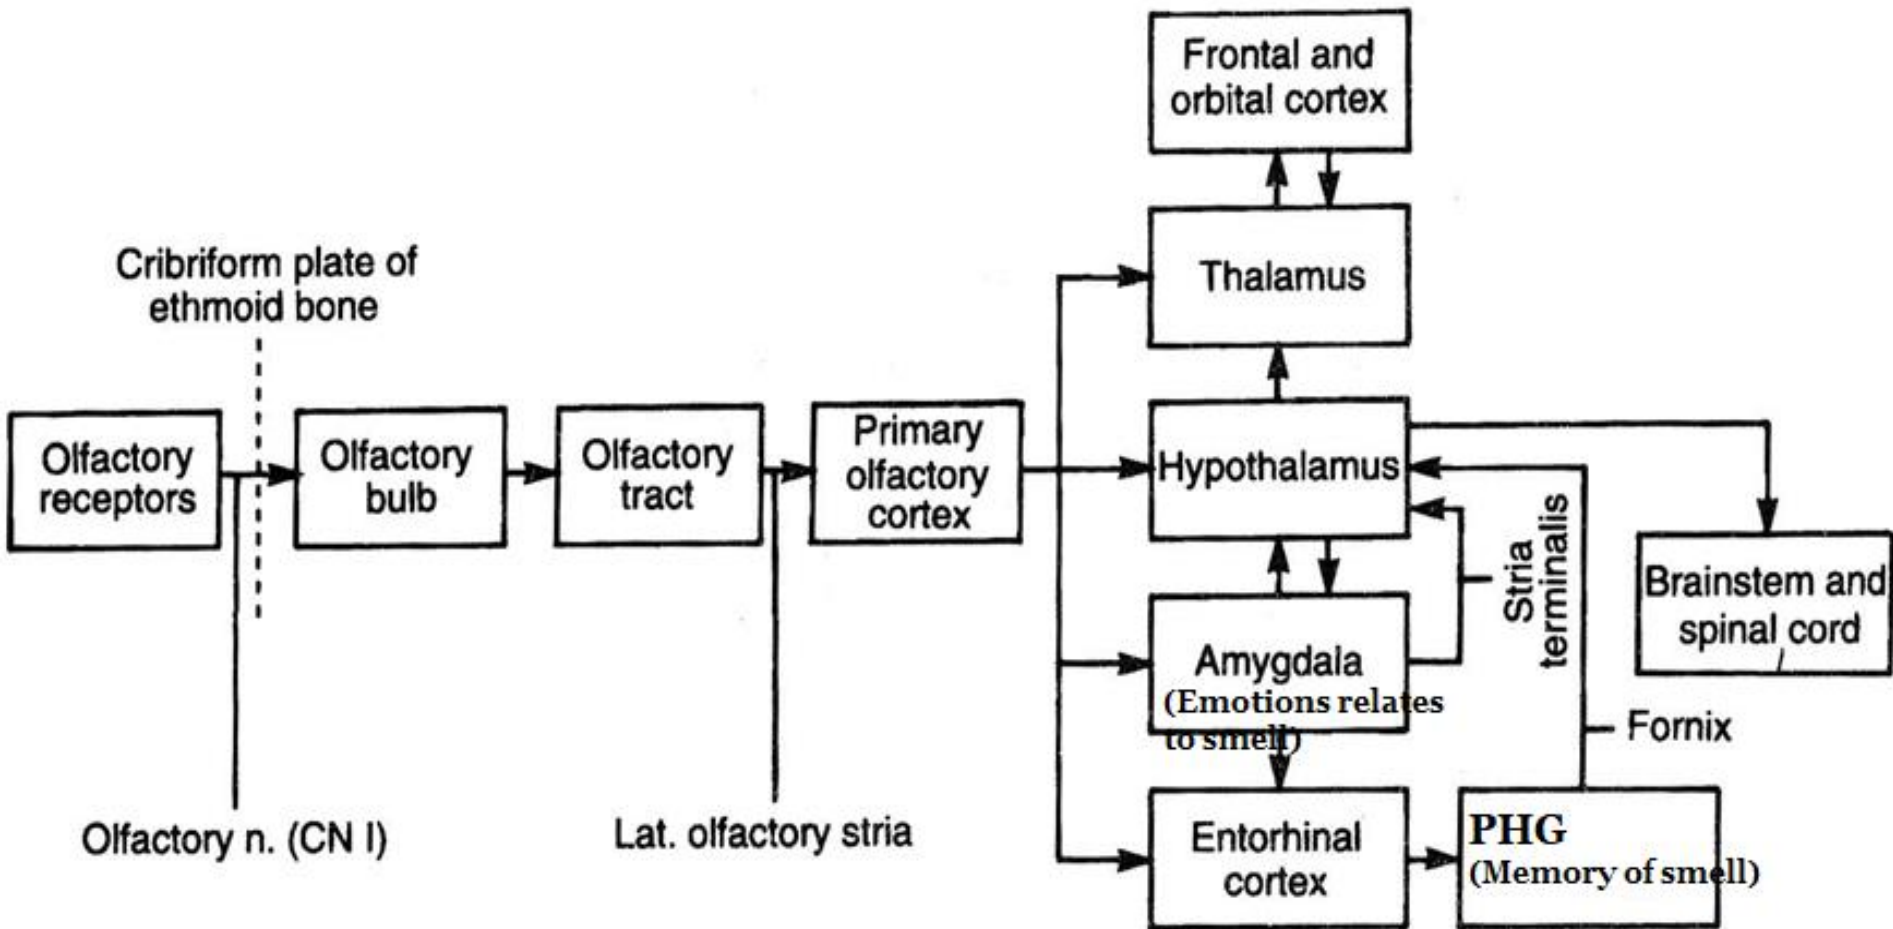 Frontal and
orbital cortex
Thalamus
Cribriform plate of
ethmoid bone
Olfactory
receptors
Olfactory
bulb
Olfactory
tract
Primary
olfactory
cortex
Hypothalamus
Stria
terminalis
Brainstem and
spinal cord
Amygdala
(Emotions relates
to smell)
Fornix
Olfactory n. (CN I)
Lat. olfactory stria
Entorhinal
cortex
PHG
(Memory of smell)